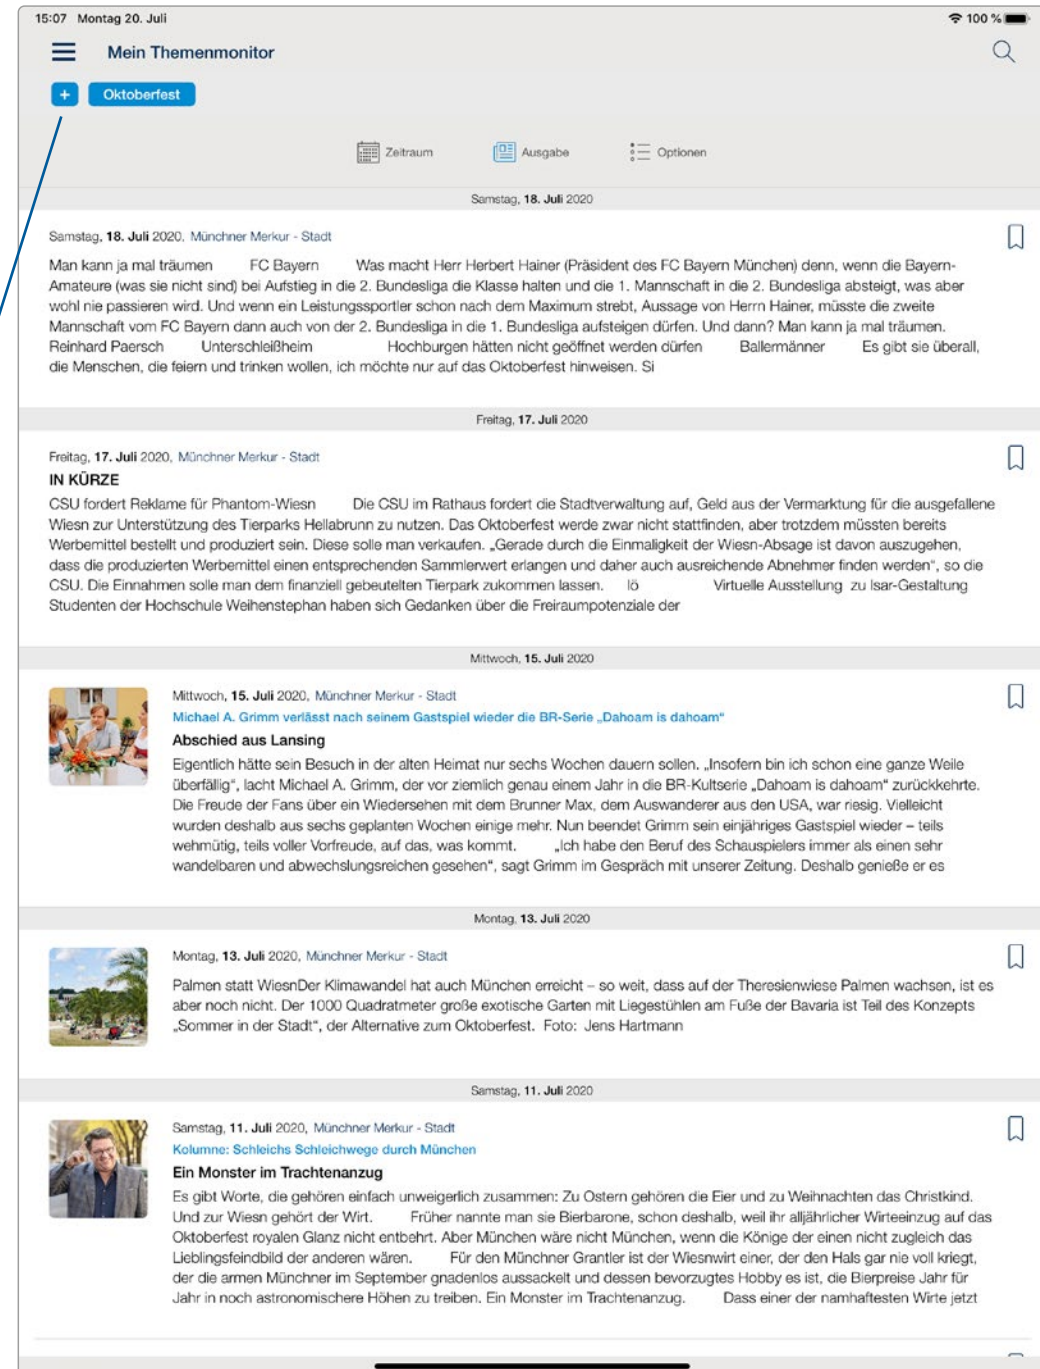 15:07 Montag 20. Juli 100 %
Mein Themenmonitor
+ Oktoberfest
Zeitraum Ausgabe Optionen
Samstag, 18. Juli 2020
Samstag, 18. Juli 2020, Münchner Merkur - Stadt
Man kann ja mal träumen FC Bayern Was macht Herr Herbert Hainer (Präsident des FC Bayern München) denn, wenn die Bayern-
Amateure (was sie nicht sind) bei Aufstieg in die 2. Bundesliga die Klasse halten und die 1. Mannschaft in die 2. Bundesliga absteigt, was aber
wohl nie passieren wird. Und wenn ein Leistungssportler schon nach dem Maximum strebt, Aussage von Herrn Hainer, müsste die zweite
Mannschaft vom FC Bayern dann auch von der 2. Bundesliga in die 1. Bundesliga aufsteigen dürfen. Und dann? Man kann ja mal träumen.
Reinhard Paersch Unterschleißheim Hochburgen hätten nicht geöffnet werden dürfen Ballermänner Es gibt sie überall,
die Menschen, die feiern und trinken wollen, ich möchte nur auf das Oktoberfest hinweisen. Si
Freitag, 17. Juli 2020
Freitag, 17. Juli 2020, Münchner Merkur - Stadt
IN KÜRZE
CSU fordert Reklame für Phantom-Wiesn Die CSU im Rathaus fordert die Stadtverwaltung auf, Geld aus der Vermarktung für die ausgefallene
Wiesn zur Unterstützung des Tierparks Hellabrunn zu nutzen. Das Oktoberfest werde zwar nicht stattfinden, aber trotzdem müssten bereits
Werbemittel bestellt und produziert sein. Diese solle man verkaufen. „Gerade durch die Einmaligkeit der Wiesn-Absage ist davon auszugehen,
dass die produzierten Werbemittel einen entsprechenden Sammlerwert erlangen und daher auch ausreichende Abnehmer finden werden“, so die
CSU. Die Einnahmen solle man dem finanziell gebeutelten Tierpark zukommen lassen. lö Virtuelle Ausstellung zu Isar-Gestaltung
Studenten der Hochschule Weihenstephan haben sich Gedanken über die Freiraumpotenziale der
Mittwoch, 15. Juli 2020
Mittwoch, 15. Juli 2020, Münchner Merkur - Stadt
Michael A. Grimm verlässt nach seinem Gastspiel wieder die BR-Serie „Dahoam is dahoam“
Abschied aus Lansing
Eigentlich hätte sein Besuch in der alten Heimat nur sechs Wochen dauern sollen. „Insofern bin ich schon eine ganze Weile
überfällig“, lacht Michael A. Grimm, der vor ziemlich genau einem Jahr in die BR-Kultserie „Dahoam is dahoam“ zurückkehrte.
Die Freude der Fans über ein Wiedersehen mit dem Brunner Max, dem Auswanderer aus den USA, war riesig. Vielleicht
wurden deshalb aus sechs geplanten Wochen einige mehr. Nun beendet Grimm sein einjähriges Gastspiel wieder – teils
wehmütig, teils voller Vorfreude, auf das, was kommt. „Ich habe den Beruf des Schauspielers immer als einen sehr
wandelbaren und abwechslungsreichen gesehen“, sagt Grimm im Gespräch mit unserer Zeitung. Deshalb genieße er es
Montag, 13. Juli 2020
Montag, 13. Juli 2020, Münchner Merkur - Stadt
Palmen statt WiesnDer Klimawandel hat auch München erreicht – so weit, dass auf der Theresienwiese Palmen wachsen, ist es
aber noch nicht. Der 1000 Quadratmeter große exotische Garten mit Liegestühlen am Fuße der Bavaria ist Teil des Konzepts
„Sommer in der Stadt“, der Alternative zum Oktoberfest. Foto: Jens Hartmann
Samstag, 11. Juli 2020
Samstag, 11. Juli 2020, Münchner Merkur - Stadt
Kolumne: Schleichs Schleichwege durch München
Ein Monster im Trachtenanzug
Es gibt Worte, die gehören einfach unweigerlich zusammen: Zu Ostern gehören die Eier und zu Weihnachten das Christkind.
Und zur Wiesn gehört der Wirt. Früher nannte man sie Bierbarone, schon deshalb, weil ihr alljährlicher Wirteeinzug auf das
Oktoberfest royalen Glanz nicht entbehrt. Aber München wäre nicht München, wenn die Könige der einen nicht zugleich das
Lieblingsfeindbild der anderen wären. Für den Münchner Grantler ist der Wiesnwirt einer, der den Hals gar nie voll kriegt,
der die armen Münchner im September gnadenlos aussackelt und dessen bevorzugtes Hobby es ist, die Bierpreise Jahr für
Jahr in noch astronomischere Höhen zu treiben. Ein Monster im Trachtenanzug. Dass einer der namhaftesten Wirte jetzt